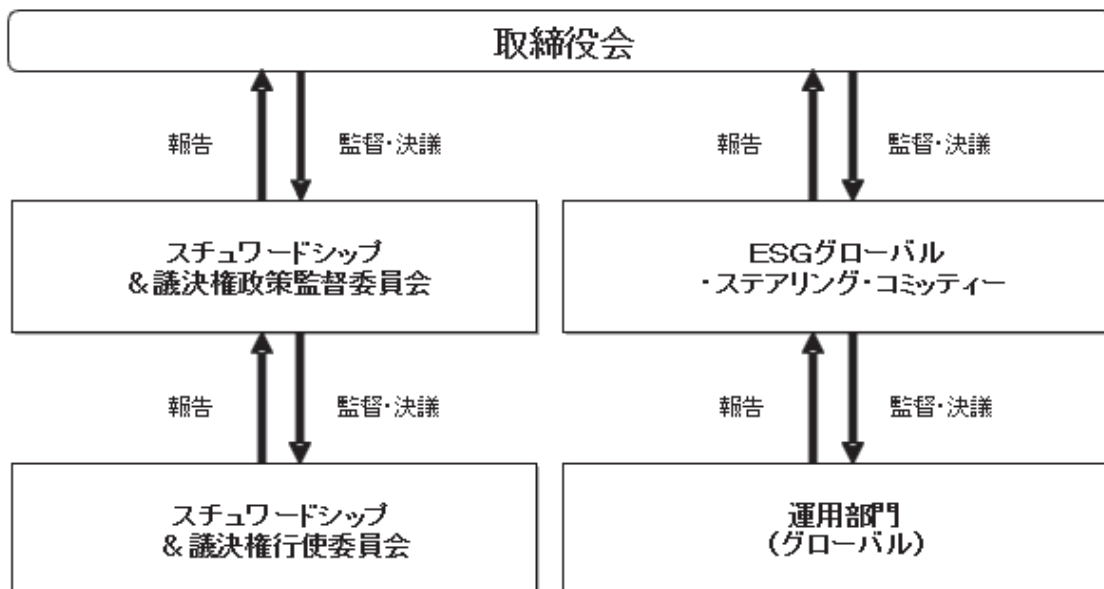 取締役会
報告
監督・決議
報告
監督・決議
スチュワードシップ
&議決権政策監督委員会
ESGグローバル
・ステアリング・コミッティー
報告
監督・決議
報告
監督・決議
スチュワードシップ
&議決権行使委員会
運用部門
(グローバル)